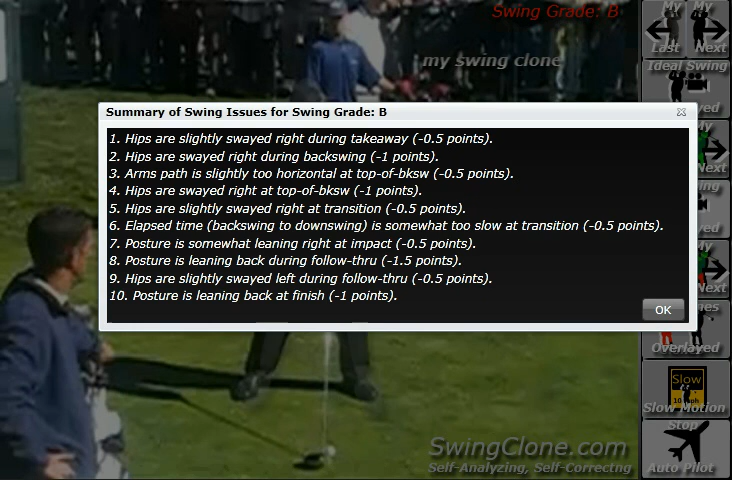 Swing Grade: B
my swing clone
My
Last
My
Next
Ideal Swing
Summary of Swing Issues for Swing Grade: B
1. Hips are slightly swayed right during takeaway (-0.5 points).
2. Hips are swayed right during backswing (-1 points).
3. Arms path is slightly too horizontal at top-of-bksw (-0.5 points).
4. Hips are swayed right at top-of-bksw (-1 points).
5. Hips are slightly swayed right at transition (-0.5 points).
6. Elapsed time (backswing to downswing) is somewhat too slow at transition (-0.5 points).
7. Posture is somewhat leaning right at impact (-0.5 points).
8. Posture is leaning back during follow-thru (-1.5 points).
9. Hips are slightly swayed left during follow-thru (-0.5 points).
10. Posture is leaning back at finish (-1 points).
OK
My
Next
My
Next
Overlayed
Slow
10 mph
Slow Motion
Stop
Auto Pilot
SwingClone.com
Self-Analyzing, Self-Correctng